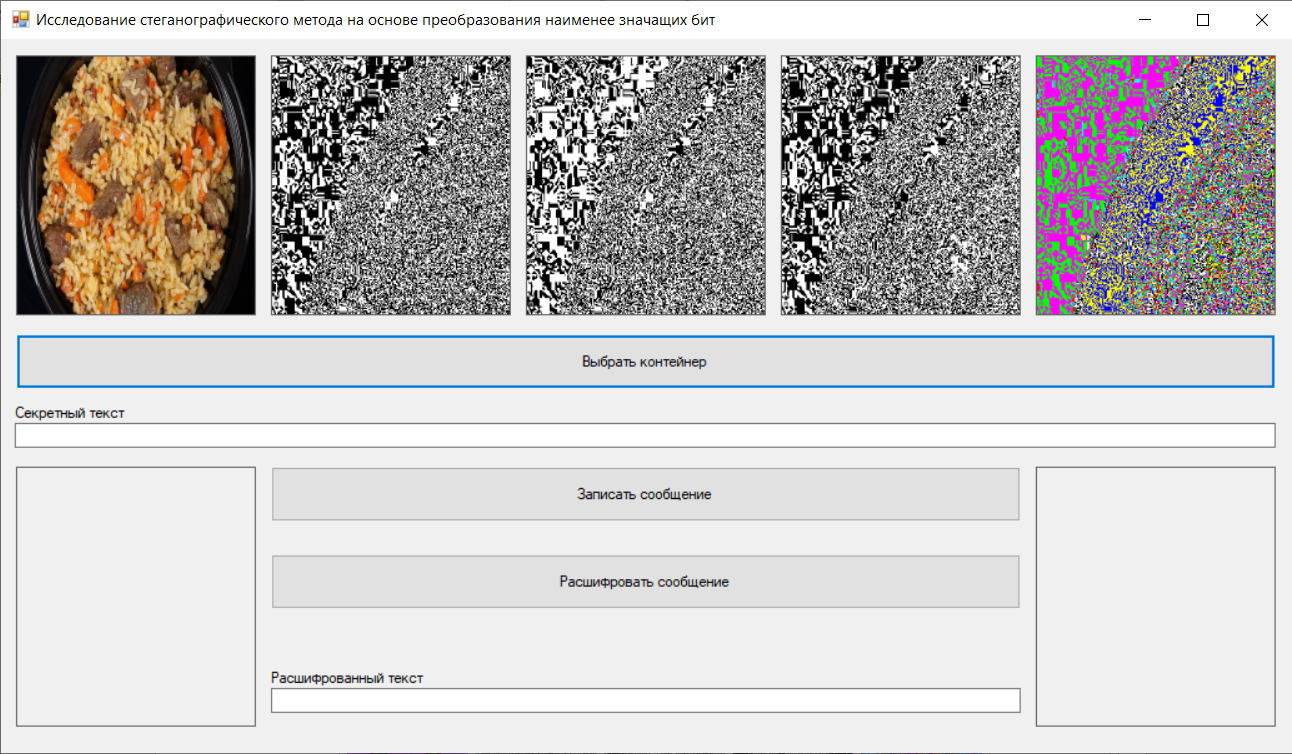 Исследование стеганографического метода на основе преобразования наименее значащих бит
Выбрать контейнер
Секретный текст
Записать сообщение
Расшифровать сообщение
Расшифрованный текст